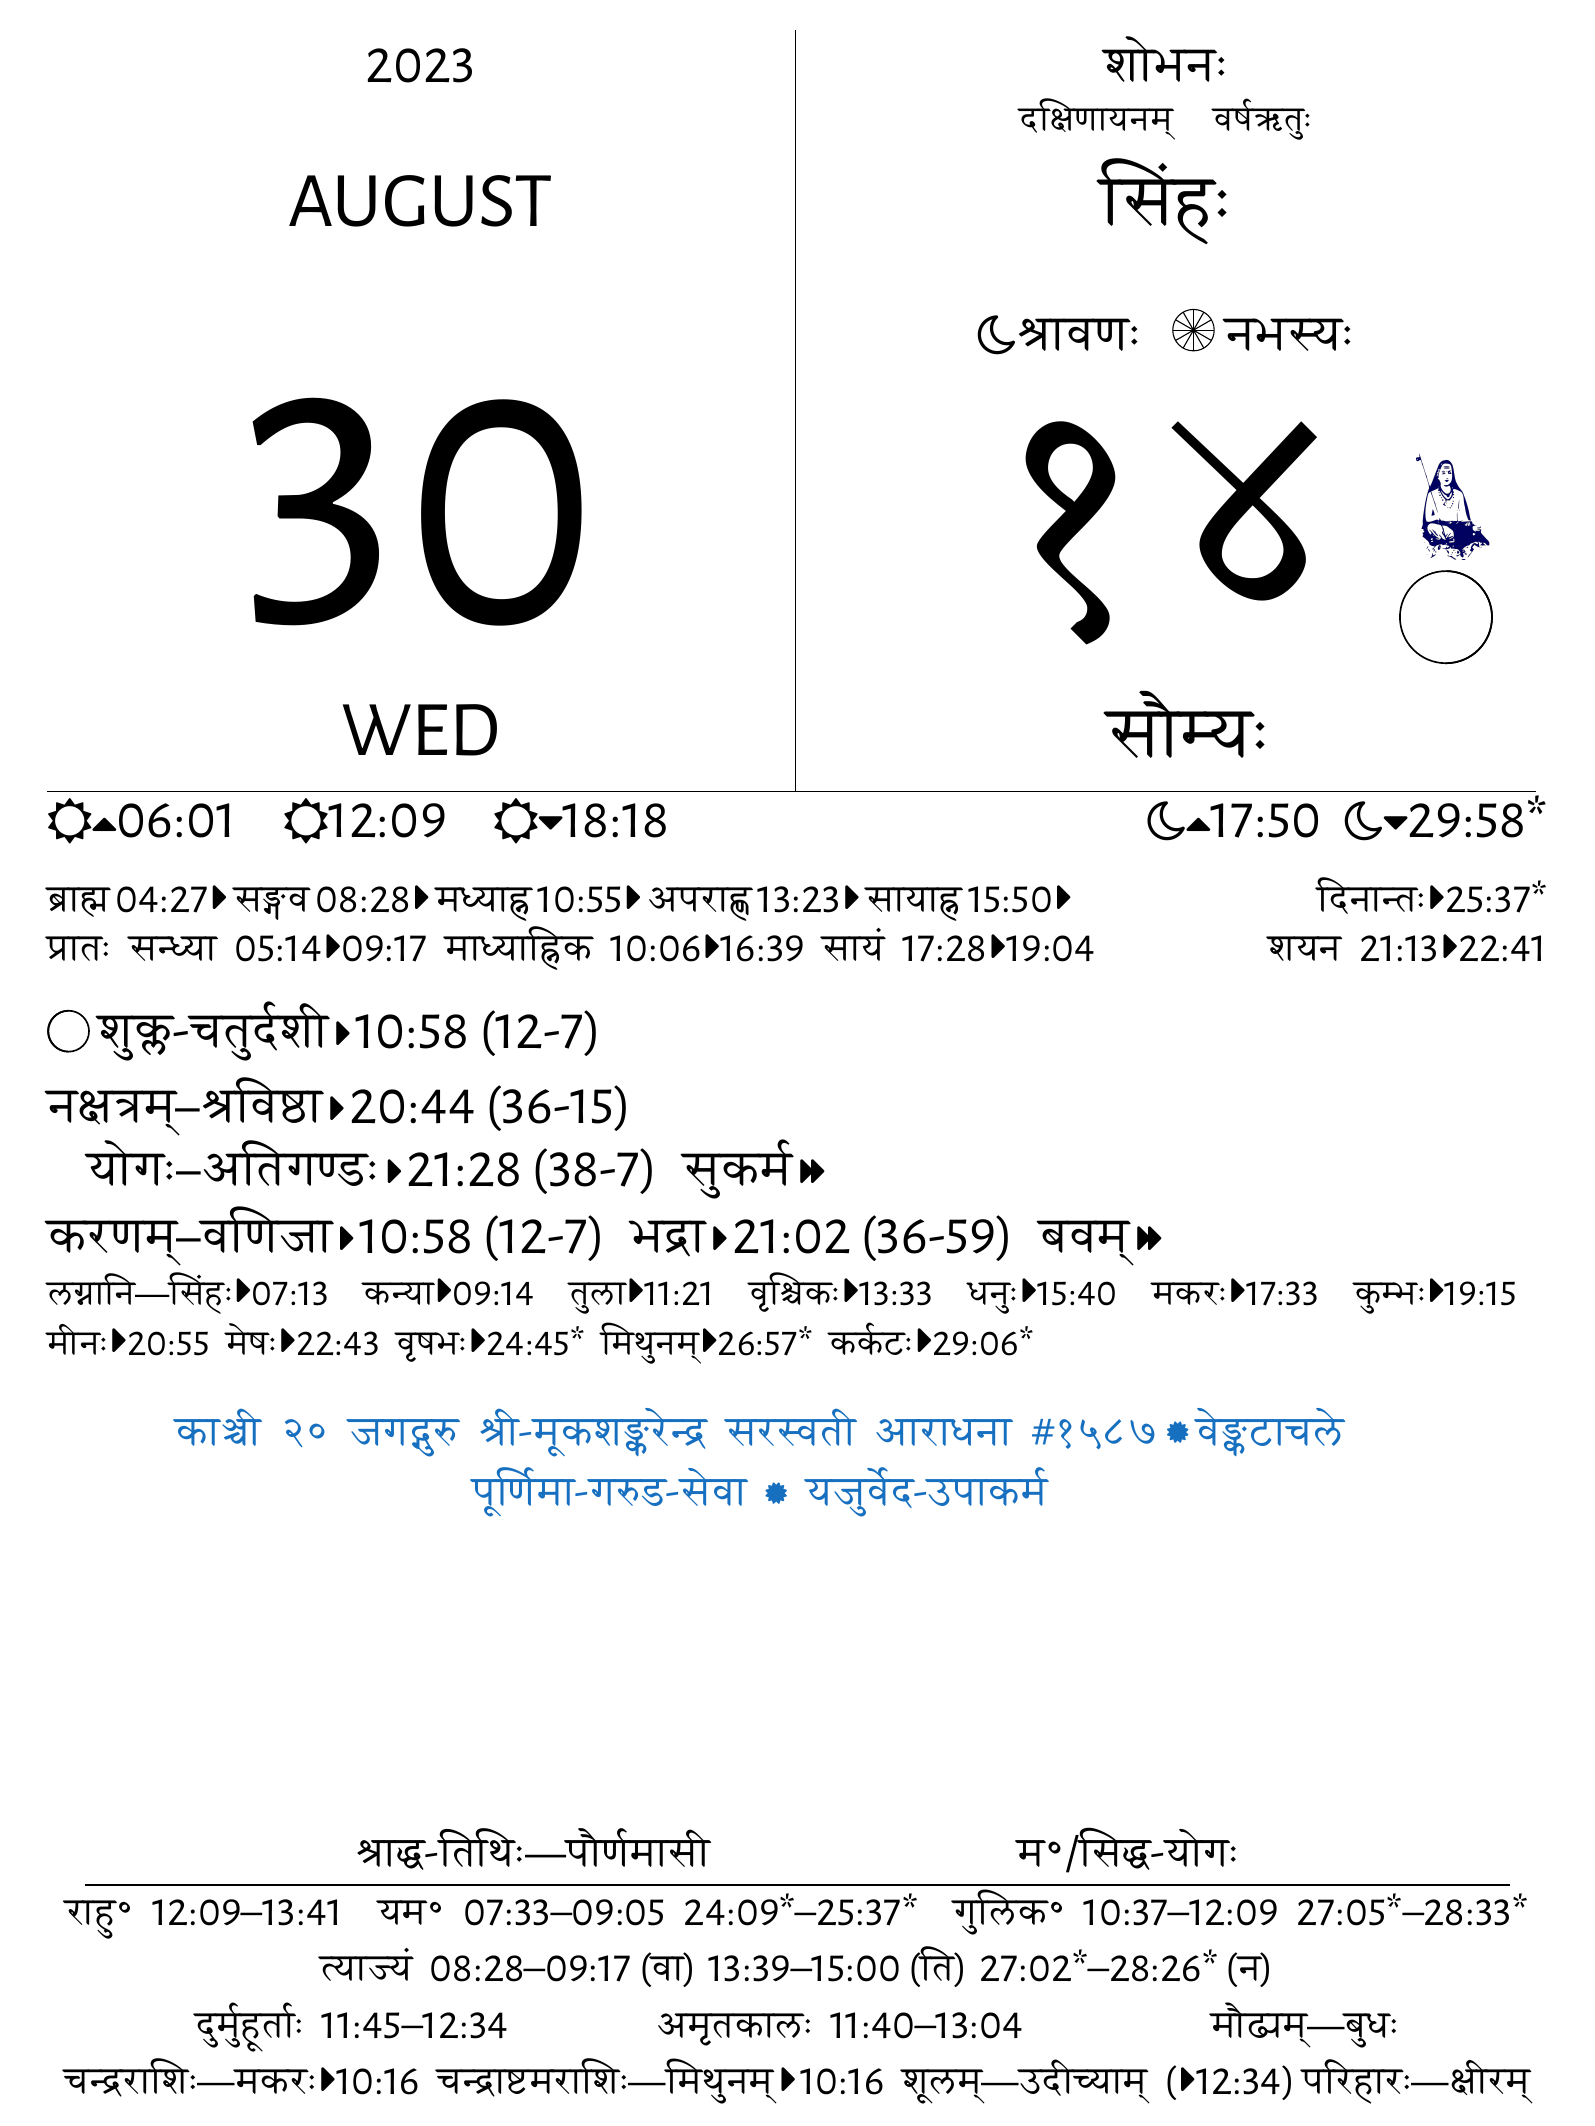 2023
AUGUST
30
WED
शोभनः
दक्षिणायनम् वर्षऋतुः
सिंहः
श्रावणः नभस्यः
१४
सौम्यः
06:01 12:09 18:18 17:50 29:58*
ब्राह्म 04:27 सङ्गव 08:28 मध्याह्न 10:55 अपराह्ण 13:23 सायाह्न 15:50 दिनान्तः 25:37*
प्रातः सन्ध्या 05:14 09:17 माध्याह्निक 10:06 16:39 सायं 17:28 19:04 शयन 21:13 22:41
शुक्ल-चतुर्दशी 10:58 (12-7)
नक्षत्रम्–श्रविष्ठा 20:44 (36-15)
योगः–अतिगण्डः 21:28 (38-7) सुकर्म
करणम्–वणिजा 10:58 (12-7) भद्रा 21:02 (36-59) बवम्
लग्नानि—सिंहः 07:13 कन्या 09:14 तुला 11:21 वृश्चिकः 13:33 धनुः 15:40 मकरः 17:33 कुम्भः 19:15
मीनः 20:55 मेषः 22:43 वृषभः 24:45* मिथुनम् 26:57* कर्कटः 29:06*
काञ्ची २० जगद्गुरु श्री-मूकशङ्करेन्द्र सरस्वती आराधना #१५८७ वेङ्कटाचले
पूर्णिमा-गरुड-सेवा यजुर्वेद-उपाकर्म
श्राद्ध-तिथिः—पौर्णमासी म॰/सिद्ध-योगः
राहु॰ 12:09–13:41 यम॰ 07:33–09:05 24:09*–25:37* गुलिक॰ 10:37–12:09 27:05*–28:33*
त्याज्यं 08:28–09:17 (वा) 13:39–15:00 (ति) 27:02*–28:26* (न)
दुर्मुहूर्ताः 11:45–12:34 अमृतकालः 11:40–13:04 मौढ्यम्—बुधः
चन्द्रराशिः—मकरः 10:16 चन्द्राष्टमराशिः—मिथुनम् 10:16 शूलम्—उदीच्याम् (12:34) परिहारः—क्षीरम्